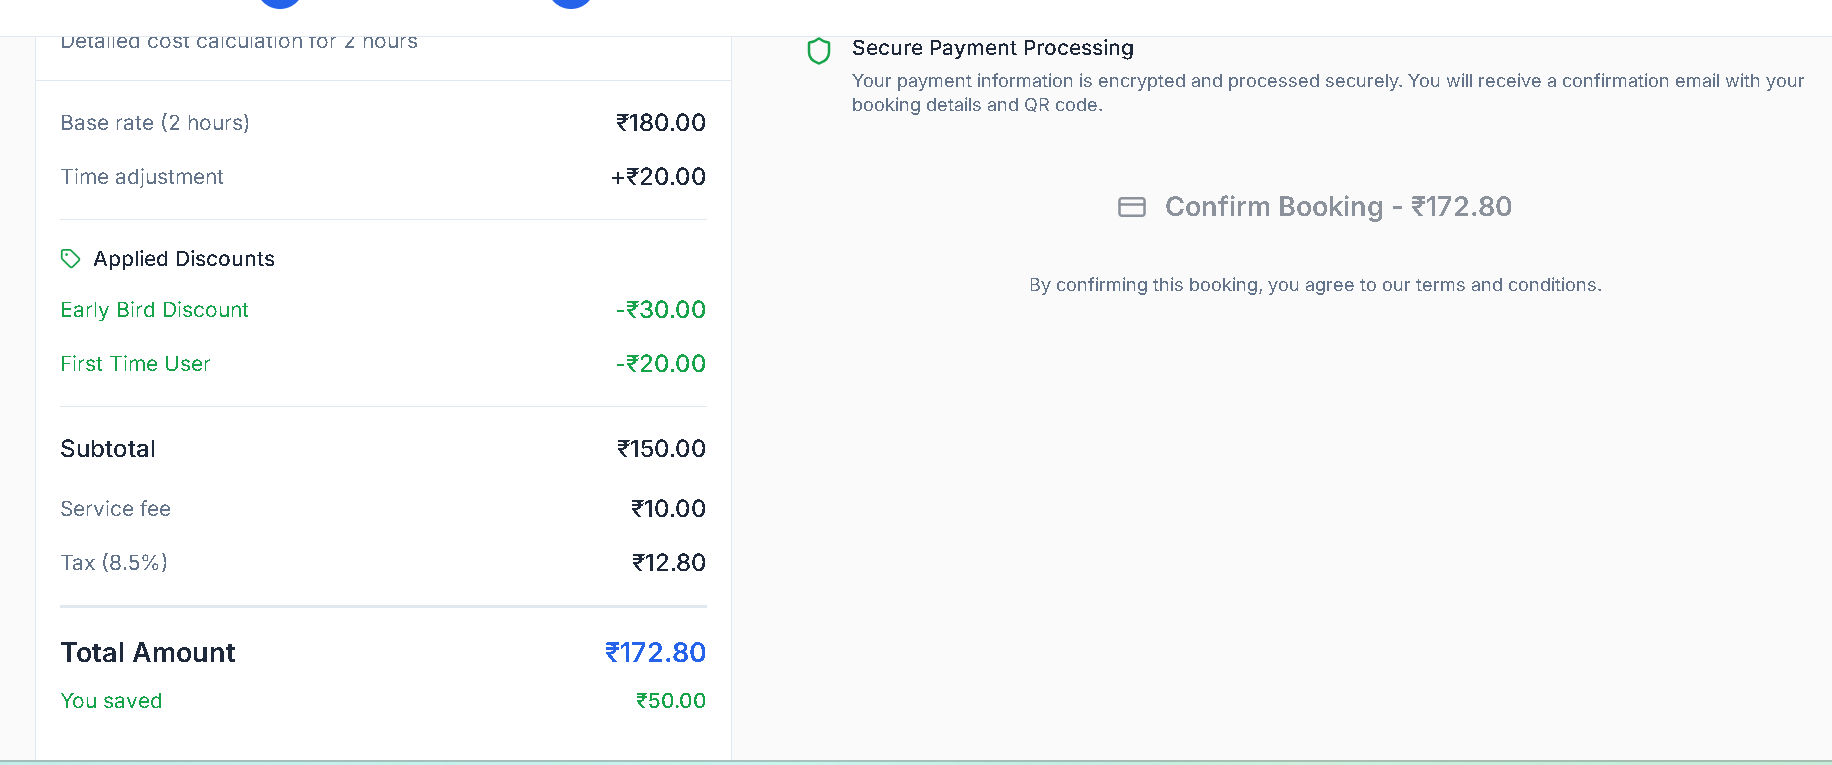 Detailed cost calculation for 2 hours
Base rate (2 hours)
₹180.00
Time adjustment
+₹20.00
Applied Discounts
Early Bird Discount
-₹30.00
First Time User
-₹20.00
Subtotal
₹150.00
Service fee
₹10.00
Tax (8.5%)
₹12.80
Total Amount
₹172.80
You saved
₹50.00
Secure Payment Processing
Your payment information is encrypted and processed securely. You will receive a confirmation email with your
booking details and QR code.
Confirm Booking - ₹172.80
By confirming this booking, you agree to our terms and conditions.